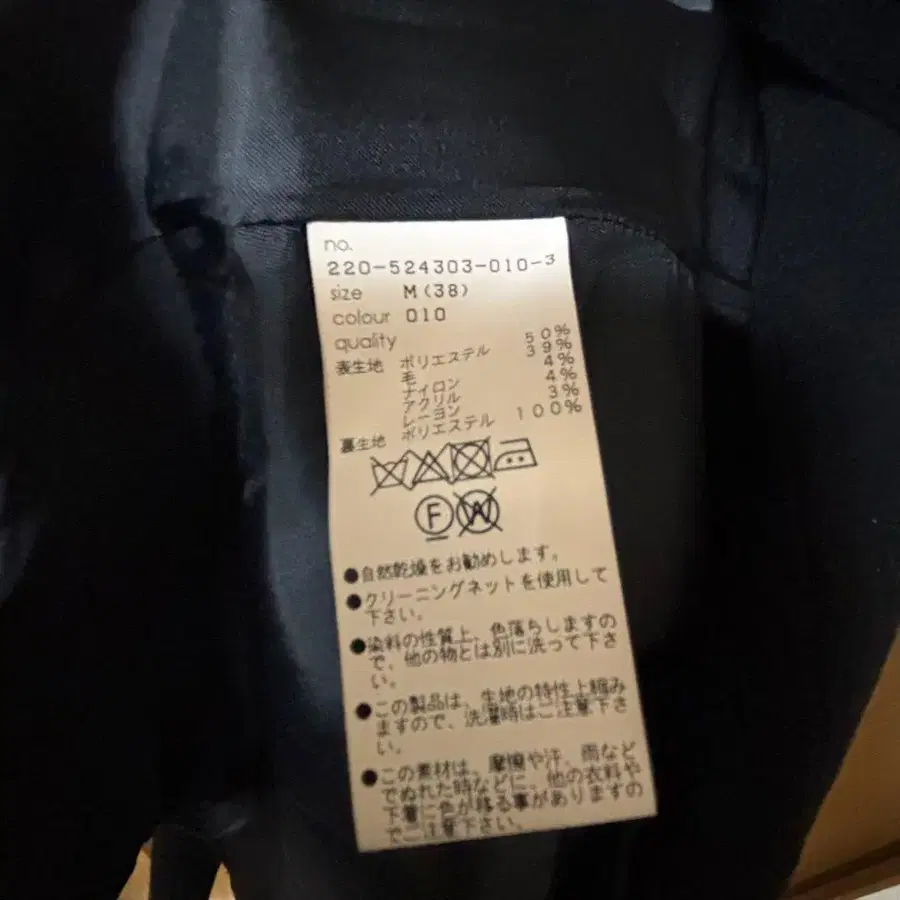 no.
220-524303-010-3
size M(38)
colour 010
quality
表生地 ポリエステル 50%
毛 39%
ナイロン 4%
アクリル 4%
レーヨン 3%
裏生地 ポリエステル 100%
F W
●自然乾燥をお勧めします。
●クリーニングネットを使用して
下さい。
●染料の性質上、色落らしますの
で、他の物とは別に洗って下さ
い。
●この製品は、生地の特性上縮み
ますので、洗濯時はご注意下さ
い。
●この素材は、摩擦や汗、雨など
でぬれた時などに、他の衣料や
下着に色が移る事がありますの
でご注意下さい。